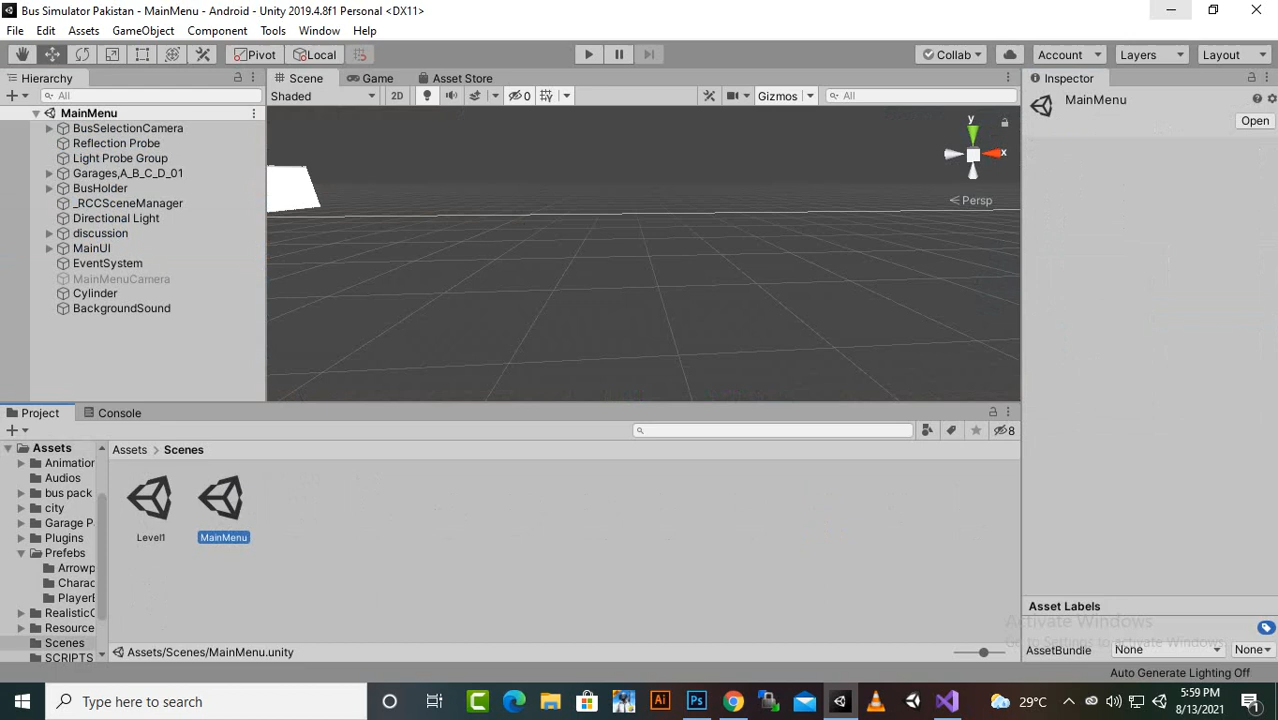 Bus Simulator Pakistan - MainMenu - Android - Unity 2019.4.8f1 Personal <DX11>
File Edit Assets GameObject Component Tools Window Help
Pivot Local Collab Account Layers Layout
Hierarchy Scene Game Asset Store Inspector
All Shaded 2D 0 Gizmos All
MainMenu
Open
MainMenu
BusSelectionCamera
Reflection Probe
Light Probe Group
Garages,A_B_C_D_01
BusHolder
_RCCSceneManager
Directional Light
discussion
MainUI
EventSystem
MainMenuCamera
Cylinder
BackgroundSound
y
x
Persp
Project Console
8
Assets
Animation
Audios
bus pack
city
Garage P
Plugins
Prefebs
Arrowp
Charac
PlayerE
RealisticC
Resource
Scenes
SCRIPTS
Assets > Scenes
Level1 MainMenu
Assets/Scenes/MainMenu.unity
Asset Labels
Activate Windows
Go to Settings to activate Windows.
AssetBundle None None
Auto Generate Lighting Off
Type here to search
29°C
5:59 PM
8/13/2021
1